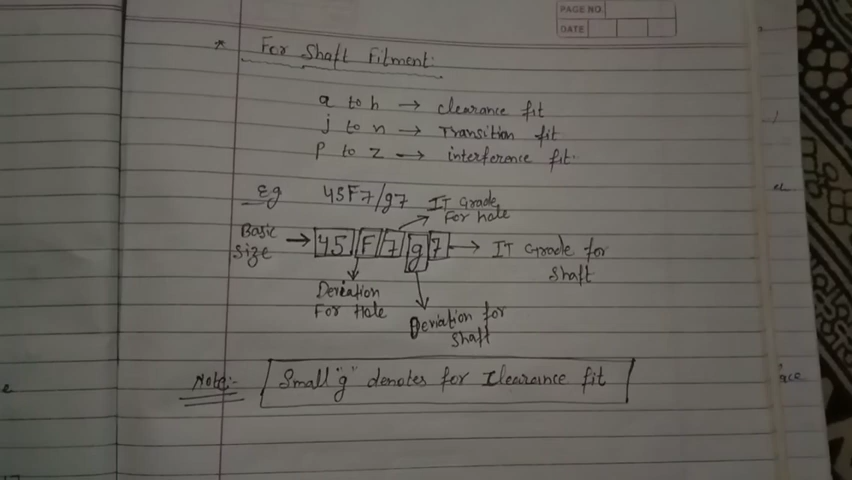 PAGE NO.
DATE
* For Shaft Fitment:
a to h → clearance fit
j to n → Transition fit
p to z → interference fit.
Eg 45F7/g7
IT Grade
For hole
Basic
Size → 45 F 7 g 7 → IT Grade for
Shaft
Deviation
For Hole
Deviation for
Shaft
Note:- Small "g" denotes for Clearance fit
e
ace